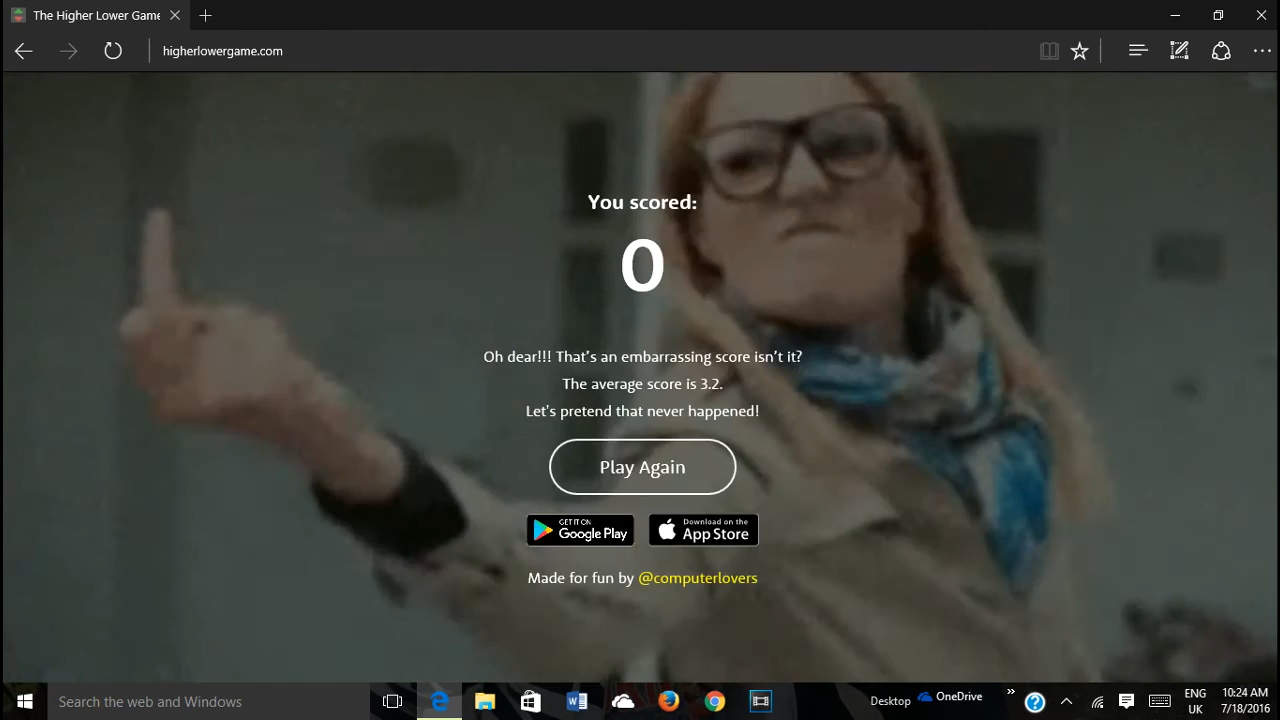 The Higher Lower Game
higherlowergame.com
You scored:
0
Oh dear!!! That's an embarrassing score isn't it?
The average score is 3.2.
Let's pretend that never happened!
Play Again
GET IT ON
Google Play
Download on the
App Store
Made for fun by @computerlovers
Search the web and Windows
Desktop
OneDrive
ENG
UK
10:24 AM
7/18/2016